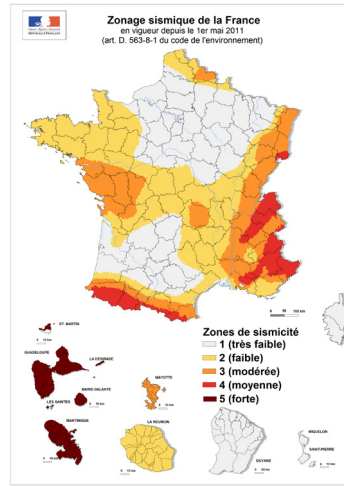 Zonage sismique de la France
en vigueur depuis le 1er mai 2011
(art. D. 563-8-1 du code de l'environnement)
RÉPUBLIQUE FRANÇAISE
ST. MARTIN
GUADELOUPE
LA DESIRADE
MARIE-GALANTE
LES SAINTES
MARTINIQUE
MAYOTTE
LA REUNION
GUYANE
MIQUELON
SAINT-PIERRE
Zones de sismicité
1 (très faible)
2 (faible)
3 (modérée)
4 (moyenne)
5 (forte)